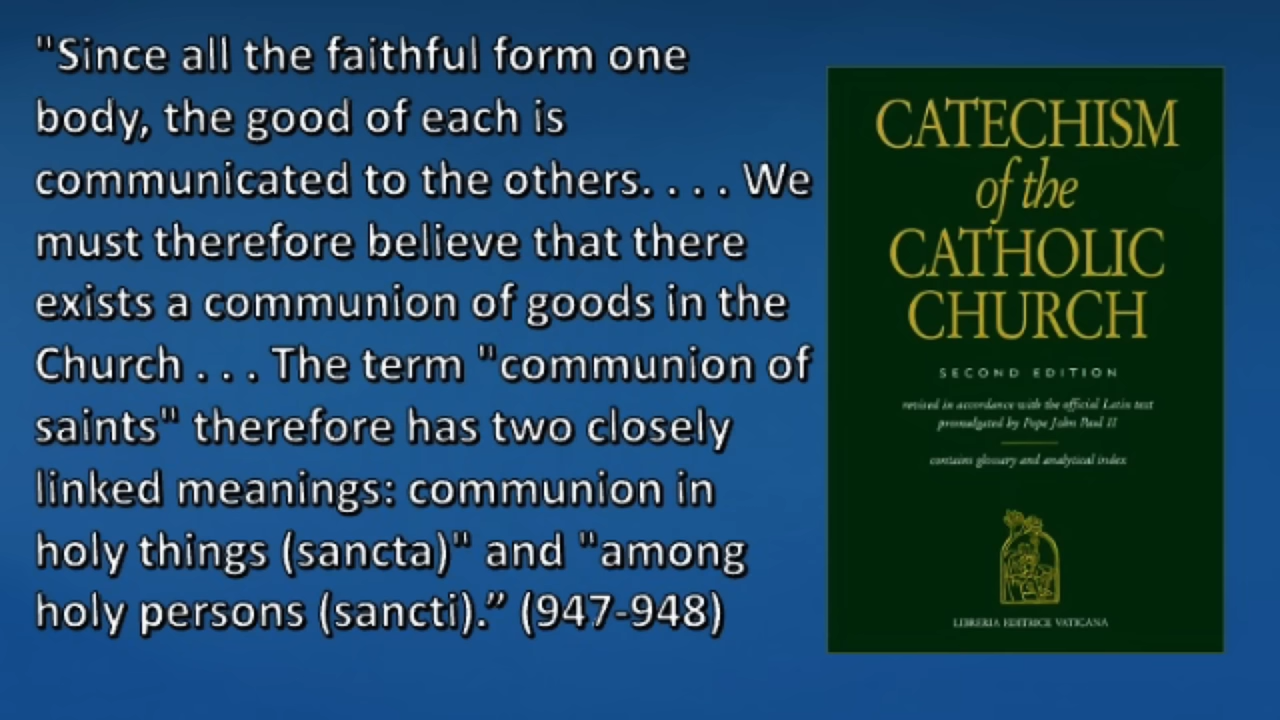 "Since all the faithful form one
body, the good of each is
communicated to the others. . . . We
must therefore believe that there
exists a communion of goods in the
Church . . . The term "communion of
saints" therefore has two closely
linked meanings: communion in
holy things (sancta)" and "among
holy persons (sancti).” (947-948)
CATECHISM
of the
CATHOLIC
CHURCH
SECOND EDITION
revised in accordance with the official Latin text
promulgated by Pope John Paul II
contains glossary and analytical index
LIBRERIA EDITRICE VATICANA